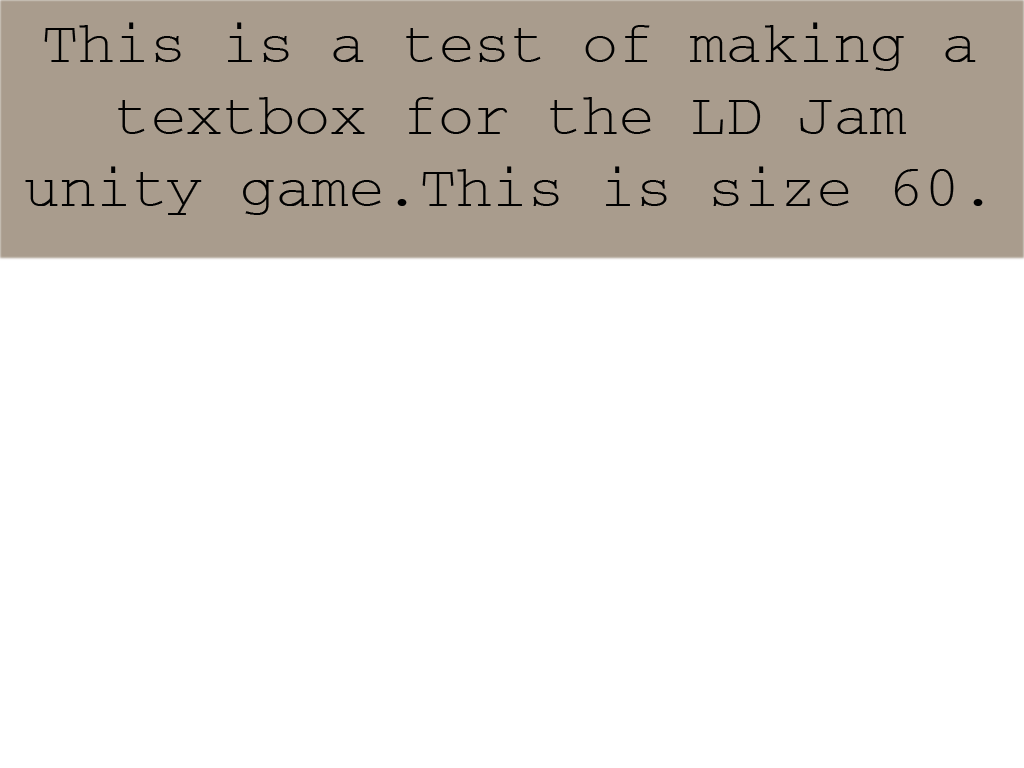 This is a test of making a
textbox for the LD Jam
unity game.This is size 60.